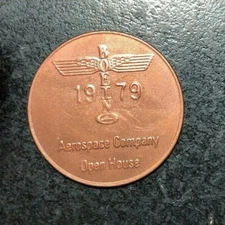 BOEING
1979
Aerospace Company
Open House